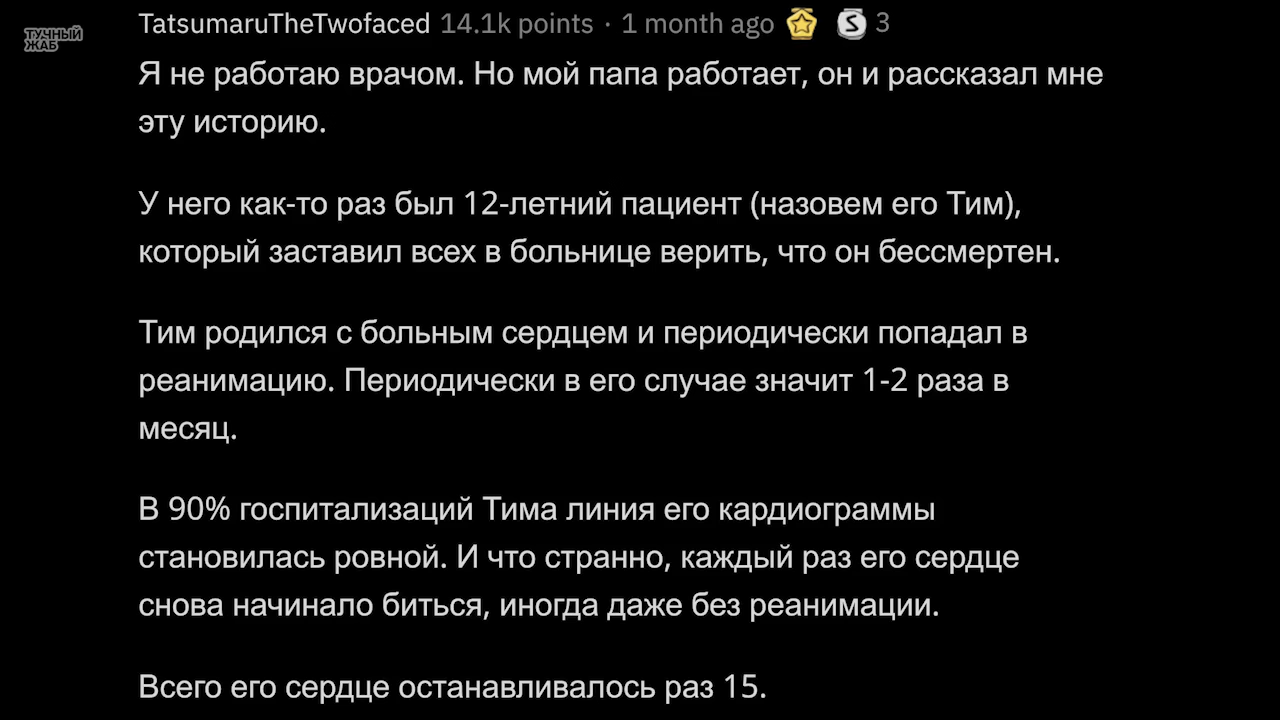 ТУЧНЫЙ
ЖАБ
TatsumaruTheTwofaced 14.1k points · 1 month ago S 3
Я не работаю врачом. Но мой папа работает, он и рассказал мне
эту историю.
У него как-то раз был 12-летний пациент (назовем его Тим),
который заставил всех в больнице верить, что он бессмертен.
Тим родился с больным сердцем и периодически попадал в
реанимацию. Периодически в его случае значит 1-2 раза в
месяц.
В 90% госпитализаций Тима линия его кардиограммы
становилась ровной. И что странно, каждый раз его сердце
снова начинало биться, иногда даже без реанимации.
Всего его сердце останавливалось раз 15.